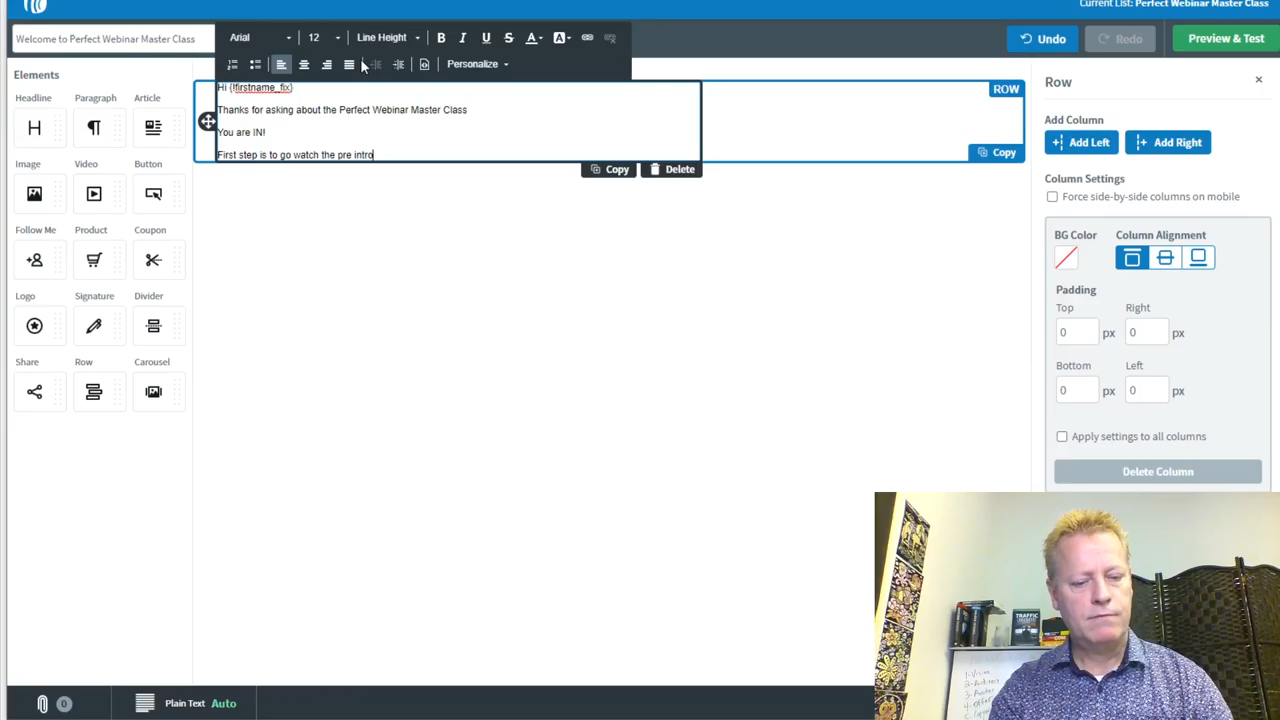 Current List: Perfect Webinar Master Class
Welcome to Perfect Webinar Master Class
Arial
12
Line Height
B I U S A A
Undo
Redo
Preview & Test
Personalize
Elements
Headline Paragraph Article
H
Image Video Button
Follow Me Product Coupon
Logo Signature Divider
Share Row Carousel
Hi {!firstname_fix}
Thanks for asking about the Perfect Webinar Master Class
You are IN!
First step is to go watch the pre intro
ROW
Copy
Copy
Delete
Row
Add Column
Add Left
Add Right
Column Settings
Force side-by-side columns on mobile
BG Color
Column Alignment
Padding
Top Right
0 px 0 px
Bottom Left
0 px 0 px
Apply settings to all columns
Delete Column
TRAFFIC
0
Plain Text Auto